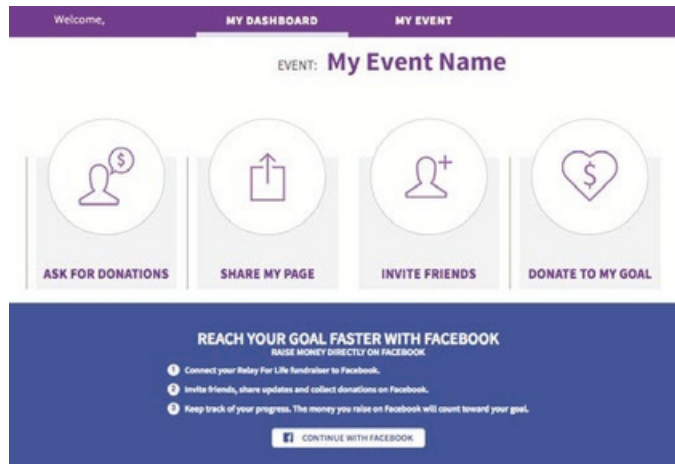 Welcome,
MY DASHBOARD
MY EVENT
EVENT: My Event Name
$
$
ASK FOR DONATIONS
SHARE MY PAGE
INVITE FRIENDS
DONATE TO MY GOAL
REACH YOUR GOAL FASTER WITH FACEBOOK
RAISE MONEY DIRECTLY ON FACEBOOK
1 Connect your Relay For Life fundraiser to Facebook.
2 Invite friends, share updates and collect donations on Facebook.
3 Keep track of your progress. The money you raise on Facebook will count toward your goal.
f CONTINUE WITH FACEBOOK